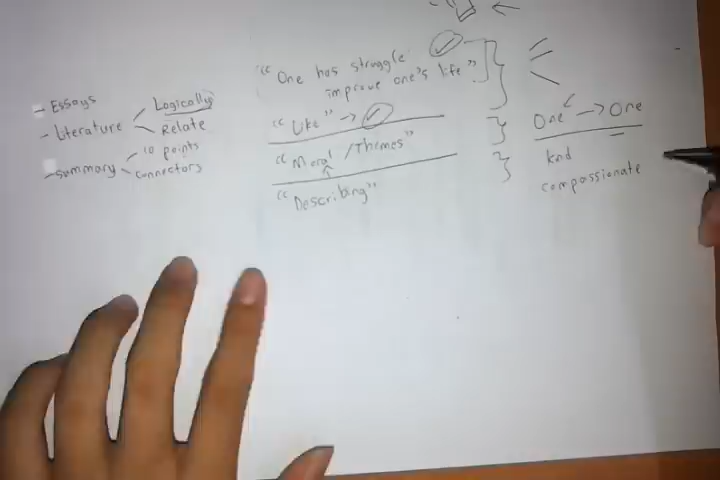 - Essays
- Literature
Logically
Relate
- Summary
10 points
connectors
"One has struggle
improve one's life"
"Like" →
"Moral /Themes"
"Describing"
One → One
knd
compassionate